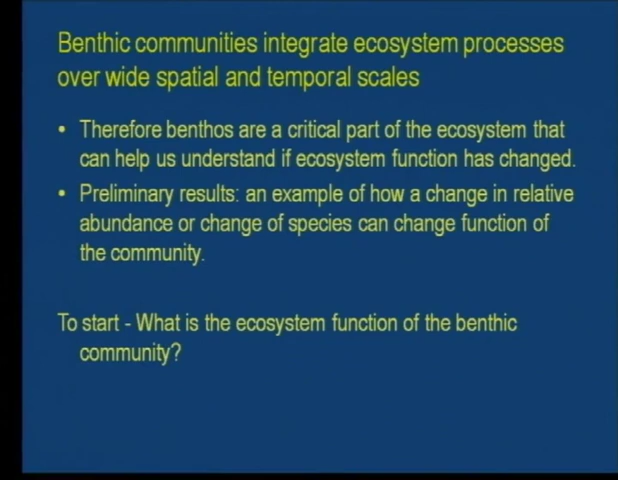 Benthic communities integrate ecosystem processes
over wide spatial and temporal scales
• Therefore benthos are a critical part of the ecosystem that
can help us understand if ecosystem function has changed.
• Preliminary results: an example of how a change in relative
abundance or change of species can change function of
the community.
To start - What is the ecosystem function of the benthic
community?